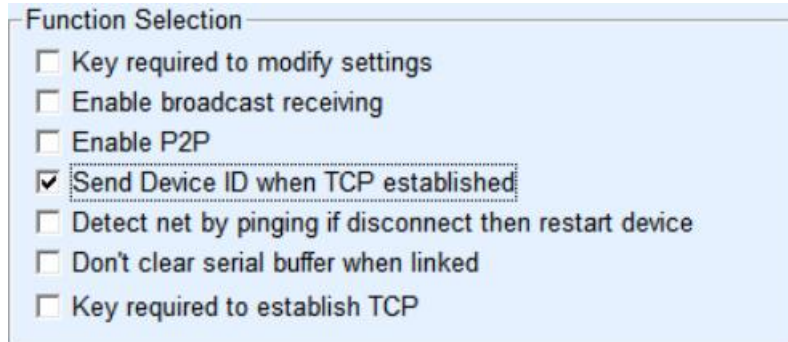 Function Selection
Key required to modify settings
Enable broadcast receiving
Enable P2P
Send Device ID when TCP established
Detect net by pinging if disconnect then restart device
Don't clear serial buffer when linked
Key required to establish TCP